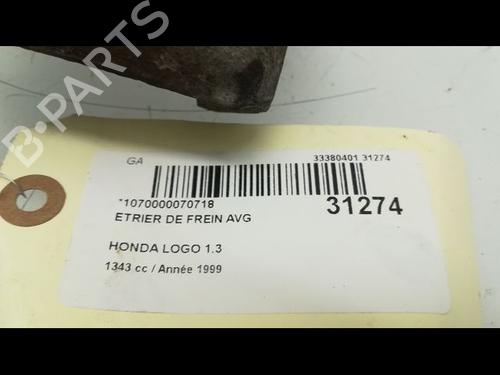 B-PARTS
GA
33380401 31274
*1070000070718
31274
ETRIER DE FREIN AVG
HONDA LOGO 1.3
1343 cc / Année 1999